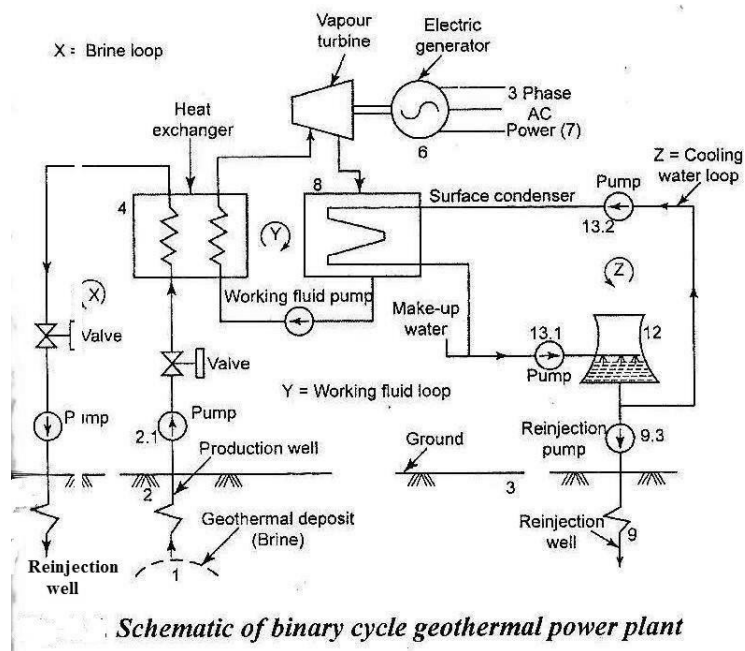 X = Brine loop
Vapour
turbine
Electric
generator
3 Phase
AC
Power (7)
6
Heat
exchanger
4
8
Y
Surface condenser
Pump
13.2
Z = Cooling
water loop
Z
X
Valve
Working fluid pump
Make-up
water
13.1
Pump
12
Valve
Y = Working fluid loop
Pump
Pump
2.1
Production well
2
Ground
3
Reinjection
pump
9.3
Geothermal deposit
(Brine)
1
Reinjection
well
9
Reinjection
well
Schematic of binary cycle geothermal power plant